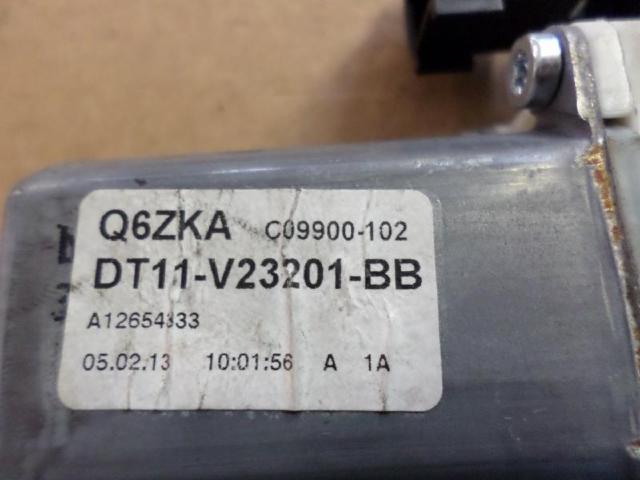 Q6ZKA C09900-102
DT11-V23201-BB
A12654333
05.02.13 10:01:56 A 1A